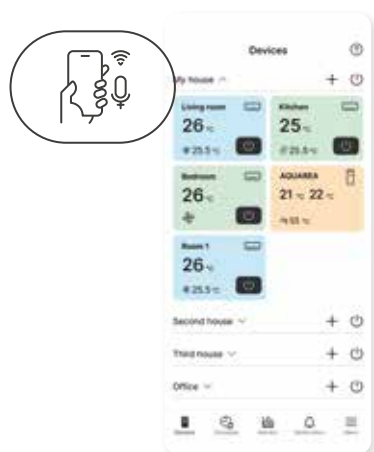 Devices
My house
Living room
26 °C
25.5 °C
Kitchen
25 °C
25.5 °C
Bedroom
26 °C
AQUAREA
21 °C 22 °C
55 °C
Room 1
26 °C
25.5 °C
Second house
Third house
Office